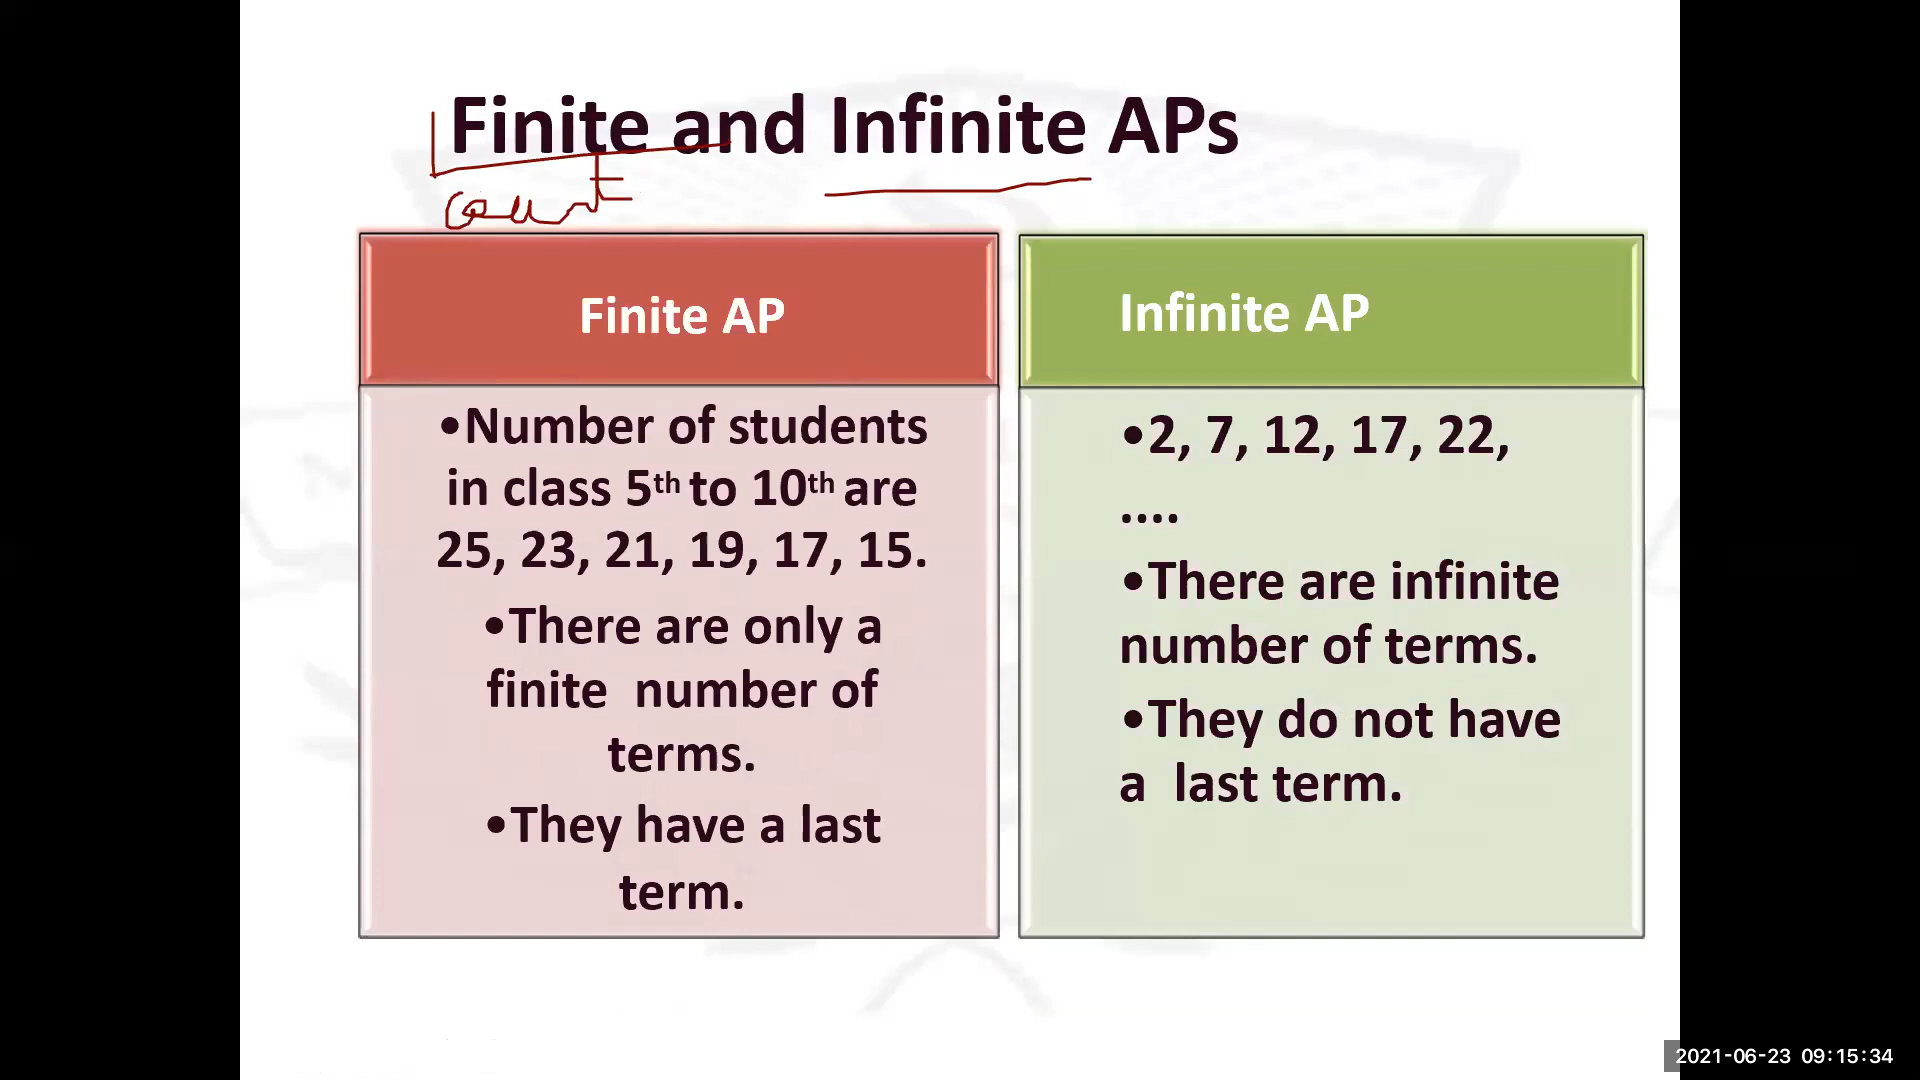 Finite and Infinite APs
count
Finite AP
•Number of students
in class 5th to 10th are
25, 23, 21, 19, 17, 15.
•There are only a
finite number of
terms.
•They have a last
term.
Infinite AP
•2, 7, 12, 17, 22,
....
•There are infinite
number of terms.
•They do not have
a last term.
2021-06-23 09:15:34